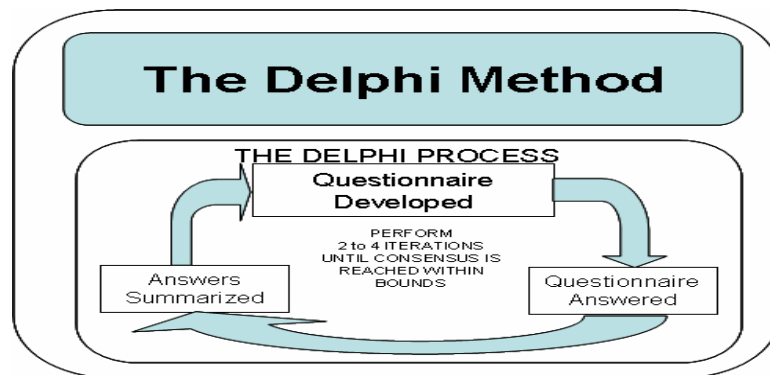 The Delphi Method
THE DELPHI PROCESS
Questionnaire
Developed
PERFORM
2 to 4 ITERATIONS
UNTIL CONSENSUS IS
REACHED WITHIN
BOUNDS
Answers
Summarized
Questionnaire
Answered